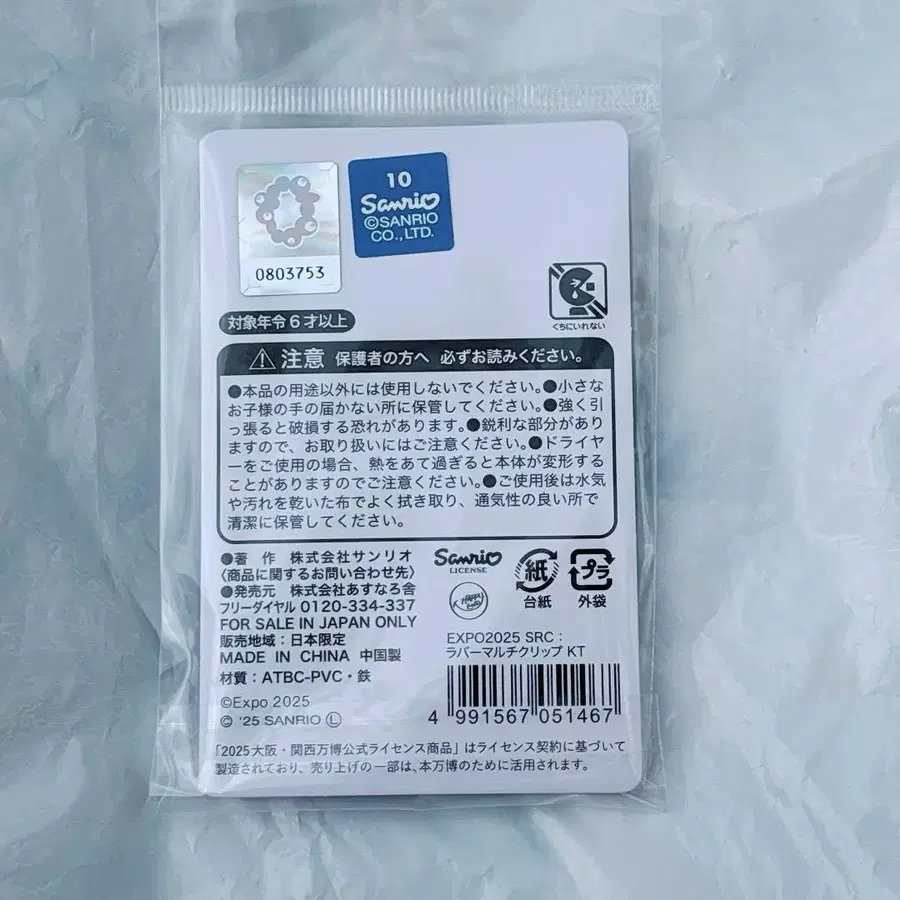 10
Sanrio
©SANRIO
CO.,LTD.
0803753
くちにいれない
対象年令6才以上
注意 保護者の方へ 必ずお読みください。
●本品の用途以外には使用しないでください。●小さな
お子様の手の届かない所に保管してください。●強く引
っ張ると破損する恐れがあります。●鋭利な部分があり
ますので、お取り扱いにはご注意ください。●ドライヤ
ーをご使用の場合、熱をあて過ぎると本体が変形する
ことがありますのでご注意ください。●ご使用後は水気
や汚れを乾いた布でよく拭き取り、通気性の良い所で
清潔に保管してください。
●著 作 株式会社サンリオ
〈商品に関するお問い合わせ先〉
●発売元 株式会社あすなろ舎
フリーダイヤル 0120-334-337
FOR SALE IN JAPAN ONLY
販売地域：日本限定
MADE IN CHINA 中国製
材質：ATBC-PVC・鉄
©Expo 2025
© '25 SANRIO Ⓛ
Sanrio
LICENSE
紙
台紙
プラ
外袋
EXPO2025 SRC：
ラバーマルチクリップ KT
4 991567 051467
「2025大阪・関西万博公式ライセンス商品」はライセンス契約に基づいて
製造されており、売り上げの一部は、本万博のために活用されます。